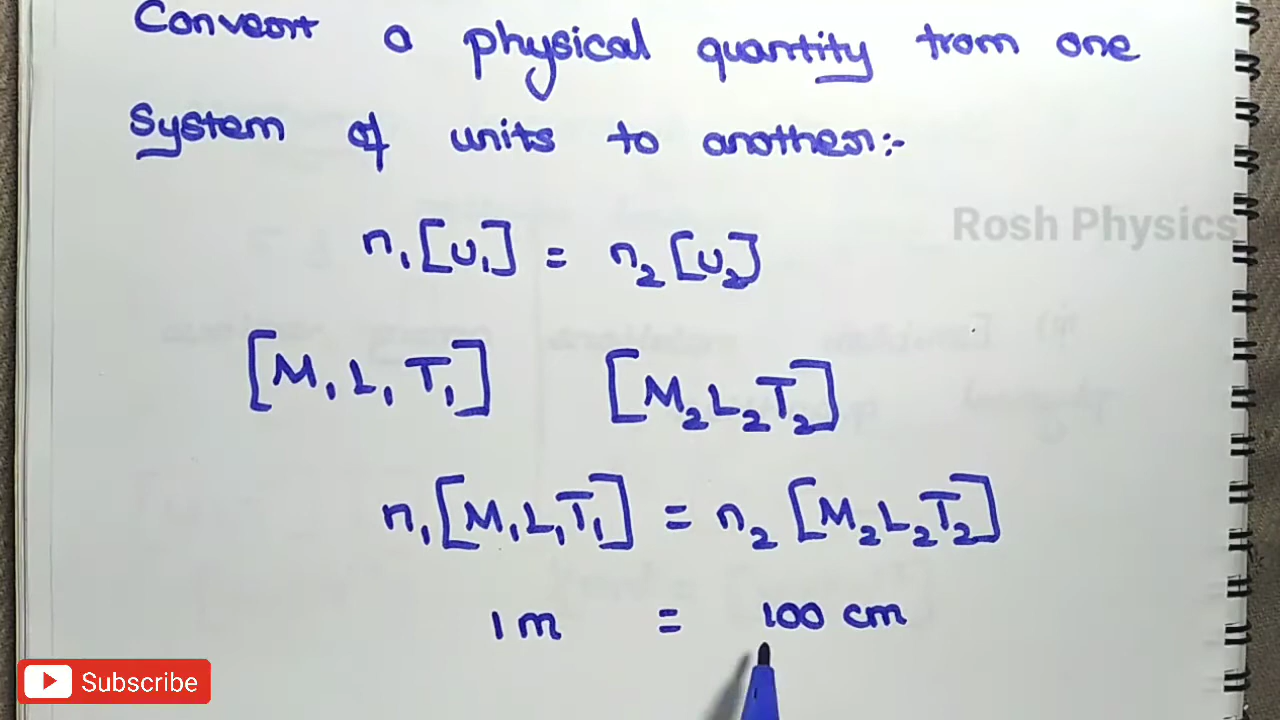 Convert a physical quantity from one
System of units to another:-
Rosh Physics
n₁[U₁] = n₂[U₂]
[M₁L₁T₁] [M₂L₂T₂]
n₁[M₁L₁T₁] = n₂[M₂L₂T₂]
1 m = 100 cm
Subscribe